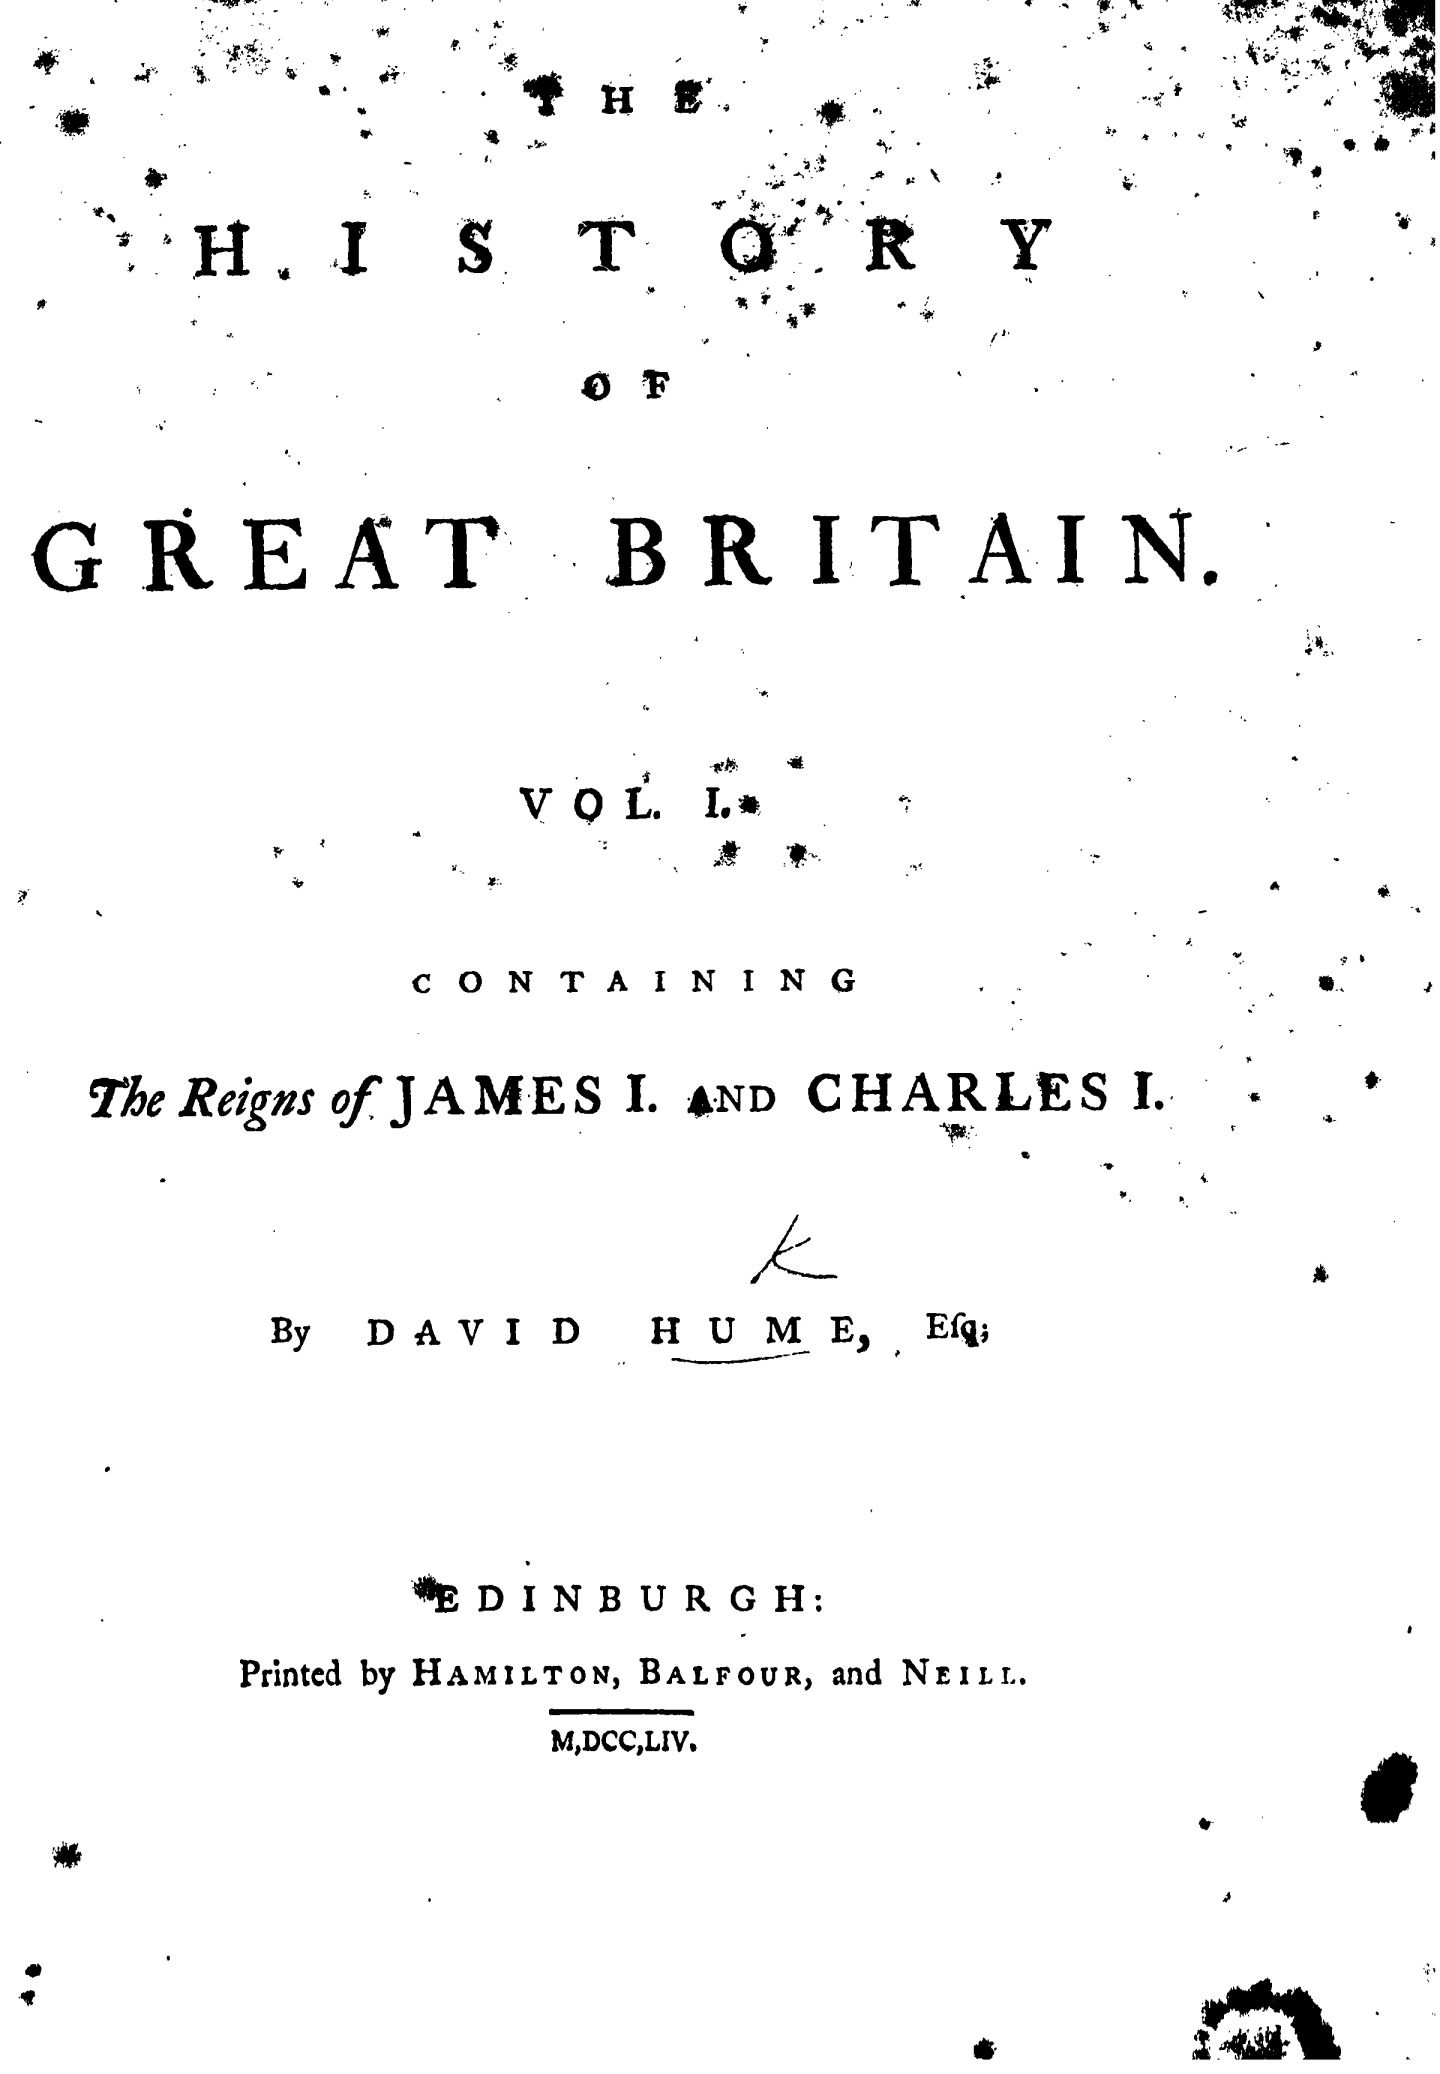 THE
HISTORY
OF
GREAT BRITAIN.
VOL. I.
CONTAINING
The Reigns of JAMES I. AND CHARLES I.
K
By DAVID HUME, Eſq;
EDINBURGH:
Printed by HAMILTON, BALFOUR, and NEILL.
M,DCC,LIV.